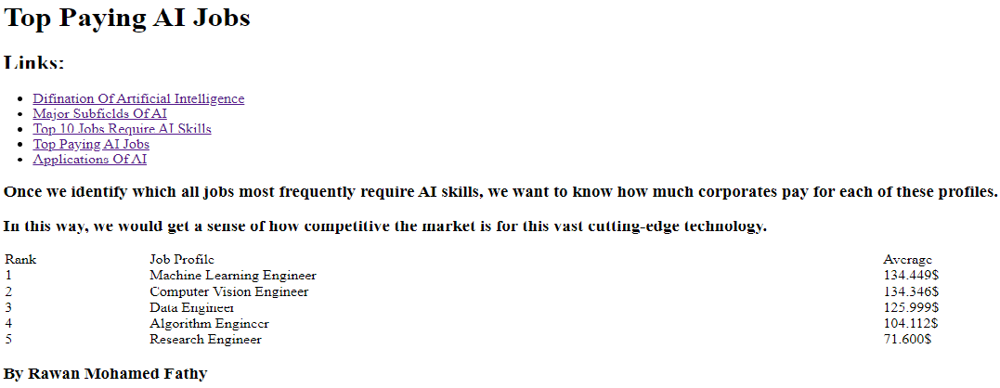 Top Paying AI Jobs
Links:
Difination Of Artificial Intelligence
Major Subfields Of AI
Top 10 Jobs Require AI Skills
Top Paying AI Jobs
Applications Of AI
Once we identify which all jobs most frequently require AI skills, we want to know how much corporates pay for each of these profiles.
In this way, we would get a sense of how competitive the market is for this vast cutting-edge technology.
Rank Job Profile Average
1 Machine Learning Engineer 134.449$
2 Computer Vision Engineer 134.346$
3 Data Engineer 125.999$
4 Algorithm Engineer 104.112$
5 Research Engineer 71.600$
By Rawan Mohamed Fathy